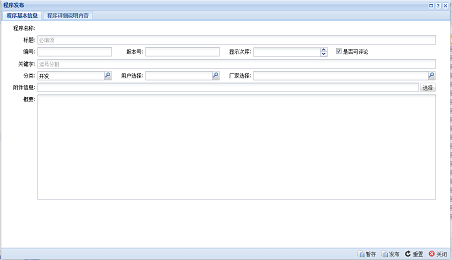 程序发布
程序基本信息 程序详细说明内容
程序名称:
标题: 必填项
编号: 版本号: 显示次序: 是否可评论
关键字: 逗号分割
分类: 开发 用户选择: 厂家选择:
附件信息: 选择
概要:
暂存 发布 重置 关闭